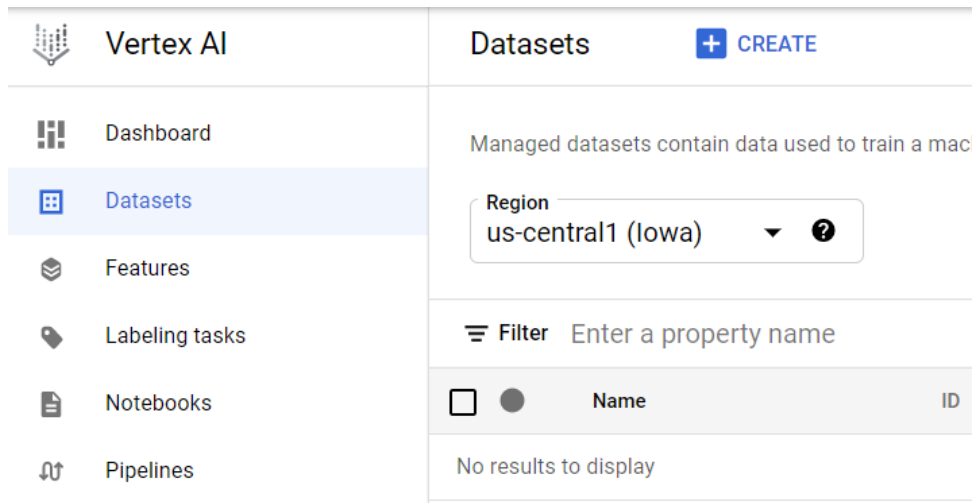 Vertex AI
Dashboard
Datasets
Features
Labeling tasks
Notebooks
Pipelines
Datasets
CREATE
Managed datasets contain data used to train a mac
Region
us-central1 (Iowa)
Filter Enter a property name
Name ID
No results to display